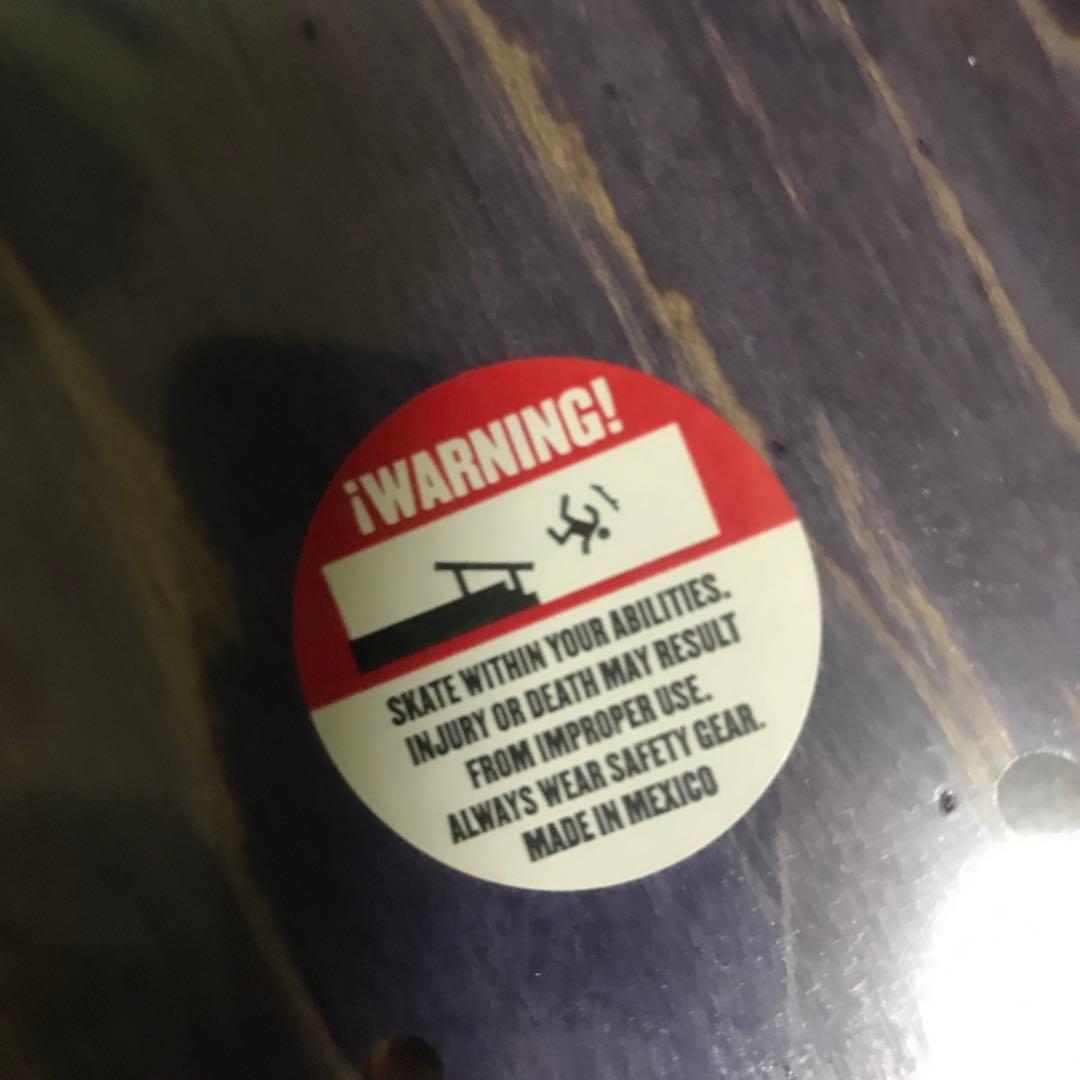 ¡WARNING!
SKATE WITHIN YOUR ABILITIES.
INJURY OR DEATH MAY RESULT
FROM IMPROPER USE.
ALWAYS WEAR SAFETY GEAR.
MADE IN MEXICO